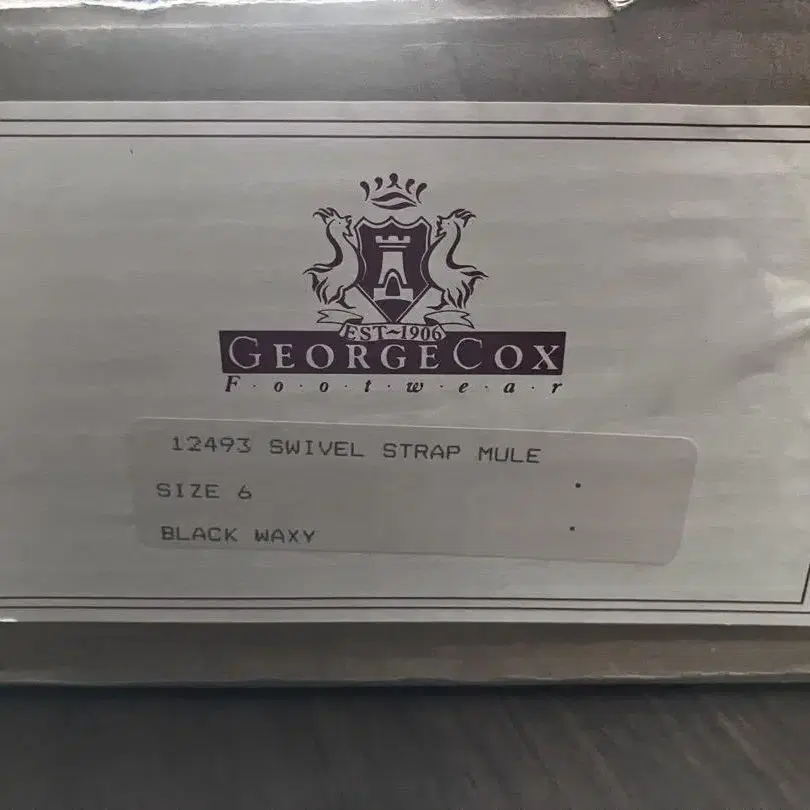 EST~1906
GEORGE COX
F·o·o·t·w·e·a·r
12493 SWIVEL STRAP MULE
SIZE 6
BLACK WAXY